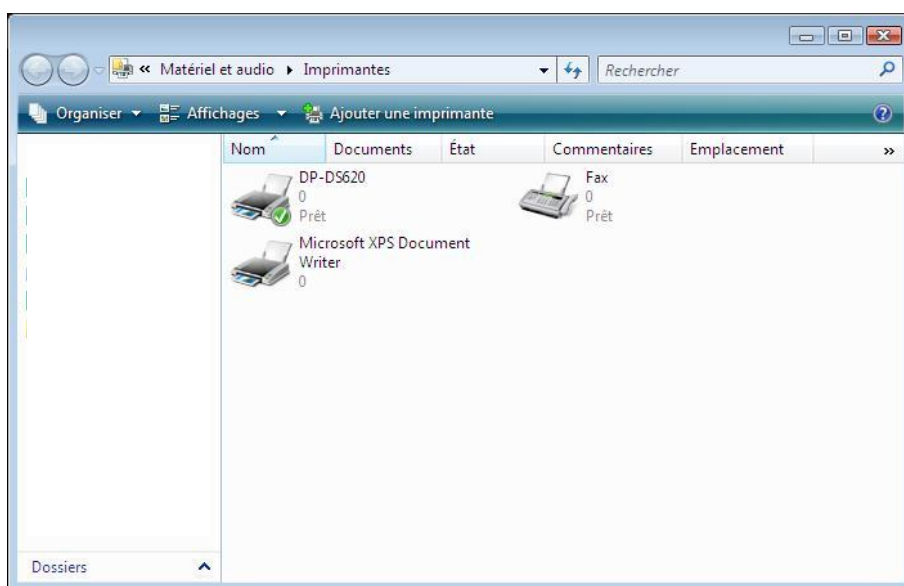 « Matériel et audio Imprimantes Rechercher
Organiser Affichages Ajouter une imprimante
Nom Documents État Commentaires Emplacement »
DP-DS620 Fax
0 0
Prêt Prêt
Microsoft XPS Document
Writer
0
Dossiers